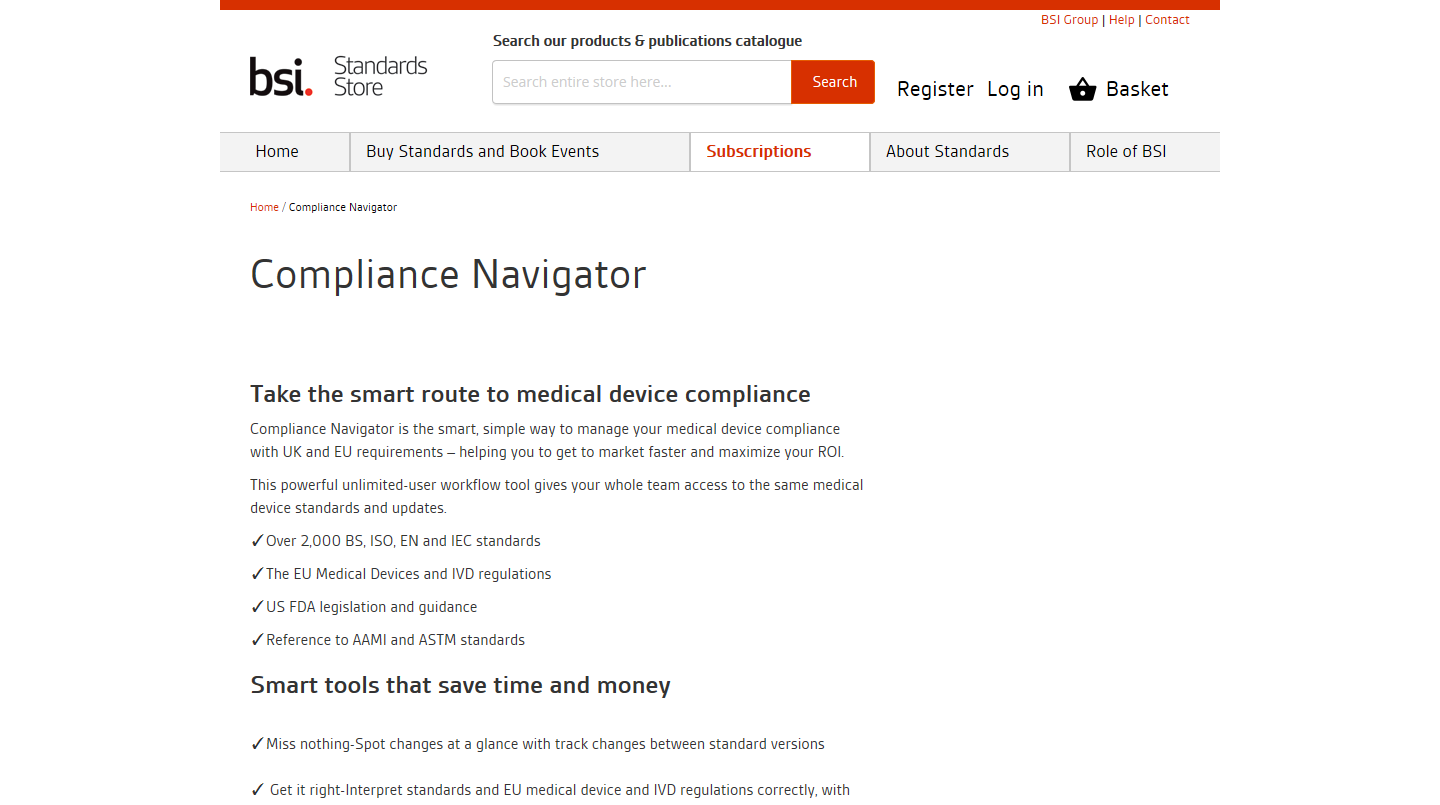 BSI Group | Help | Contact
Search our products & publications catalogue
bsi. Standards Store
Search entire store here...
Search
Register
Log in
Basket
Home
Buy Standards and Book Events
Subscriptions
About Standards
Role of BSI
Home / Compliance Navigator
Compliance Navigator
Take the smart route to medical device compliance
Compliance Navigator is the smart, simple way to manage your medical device compliance
with UK and EU requirements – helping you to get to market faster and maximize your ROI.
This powerful unlimited-user workflow tool gives your whole team access to the same medical
device standards and updates.
✓Over 2,000 BS, ISO, EN and IEC standards
✓The EU Medical Devices and IVD regulations
✓US FDA legislation and guidance
✓Reference to AAMI and ASTM standards
Smart tools that save time and money
✓Miss nothing-Spot changes at a glance with track changes between standard versions
✓ Get it right-Interpret standards and EU medical device and IVD regulations correctly, with